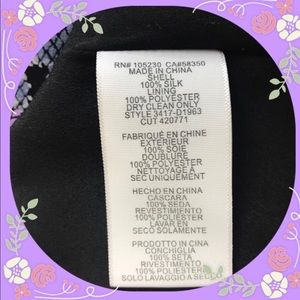 RN# 105230 CA#58350
MADE IN CHINA
SHELL
100% SILK
LINING
100% POLYESTER
DRY CLEAN ONLY
STYLE 3417-D1963
CUT 420771
FABRIQUÉ EN CHINE
EXTÉRIEUR
100% SOIE
DOUBLURE
100% POLYESTER
NETTOYAGE À
SEC UNIQUEMENT
HECHO EN CHINA
CASCARA
100% SEDA
REVESTIMIENTO
100% POLIESTER
LAVAR EN
SECO SOLAMENTE
PRODOTTO IN CINA
CONCHIGLIA
100% SETA
RIVESTIMENTO
100% POLIESTER
SOLO LAVAGGIO A SECCO